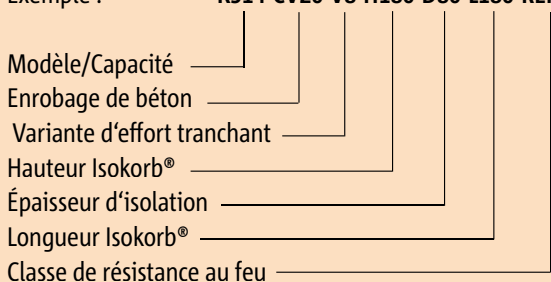 Modèle/Capacité
Enrobage de béton
Variante d‘effort tranchant
Hauteur Isokorb®
Épaisseur d‘isolation
Longueur Isokorb®
Classe de résistance au feu